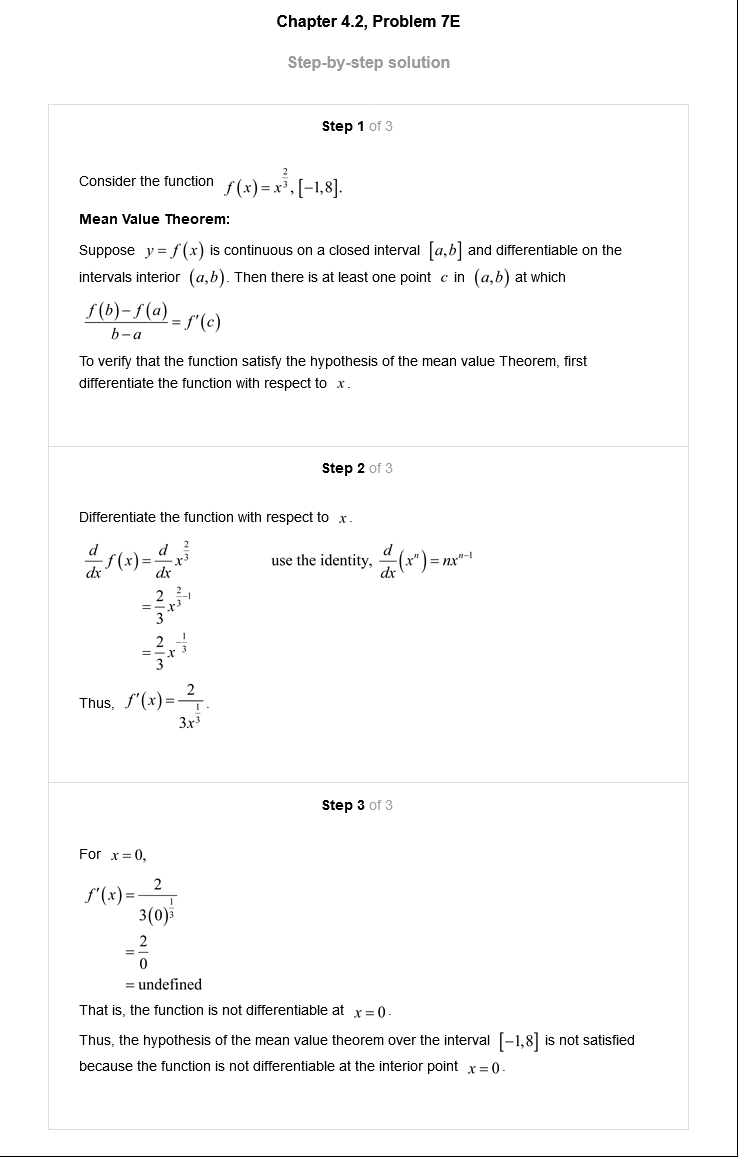 Chapter 4.2, Problem 7E
Step-by-step solution
Step 1 of 3
Consider the function f(x)=x^{2/3}, [−1,8].
Mean Value Theorem:
Suppose y=f(x) is continuous on a closed interval [a,b] and differentiable on the
intervals interior (a,b). Then there is at least one point c in (a,b) at which
\frac{f(b)−f(a)}{b−a}=f′(c)
To verify that the function satisfy the hypothesis of the mean value Theorem, first
differentiate the function with respect to x.
Step 2 of 3
Differentiate the function with respect to x.
\frac{d}{dx}f(x)=\frac{d}{dx}x^{2/3} use the identity, \frac{d}{dx}(x^n)=nx^{n−1}
=\frac{2}{3}x^{\frac{2}{3}−1}
=\frac{2}{3}x^{−\frac{1}{3}}
Thus, f′(x)=\frac{2}{3x^{\frac{1}{3}}}.
Step 3 of 3
For x=0,
f′(x)=\frac{2}{3(0)^{\frac{1}{3}}}
=\frac{2}{0}
= undefined
That is, the function is not differentiable at x=0.
Thus, the hypothesis of the mean value theorem over the interval [−1,8] is not satisfied
because the function is not differentiable at the interior point x=0.